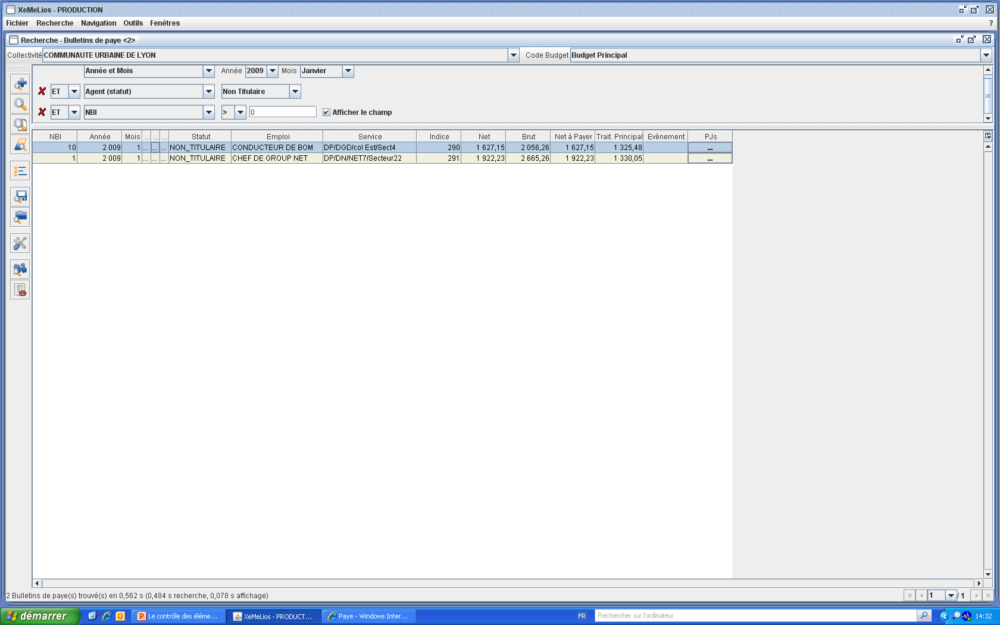 XeMeLios - PRODUCTION
Fichier Recherche Navigation Outils Fenêtres ?
Recherche - Bulletins de paye <2>
Collectivité COMMUNAUTE URBAINE DE LYON Code Budget Budget Principal
Année et Mois Année 2009 Mois Janvier
ET Agent (statut) Non Titulaire
ET NBI > 0 Afficher le champ
NBI Année Mois ... ... ... Statut Emploi Service Indice Net Brut Net à Payer Trait. Principal Evènement PJs
10 2 009 1 ... ... ... NON_TITULAIRE CONDUCTEUR DE BOM DP/DGD/col Est/Sect4 290 1 627,15 2 056,26 1 627,15 1 325,48 ...
1 2 009 1 ... ... ... NON_TITULAIRE CHEF DE GROUP NET DP/DN/NET7/Secteur22 291 1 922,23 2 665,26 1 922,23 1 330,05 ...
2 Bulletins de paye(s) trouvé(s) en 0,562 s (0,484 s recherche, 0,078 s affichage) 1 / 1
démarrer Le contrôle des éléme... XeMeLios - PRODUCT... Paye - Windows Inter... FR Rechercher sur l'ordinateur 14:32